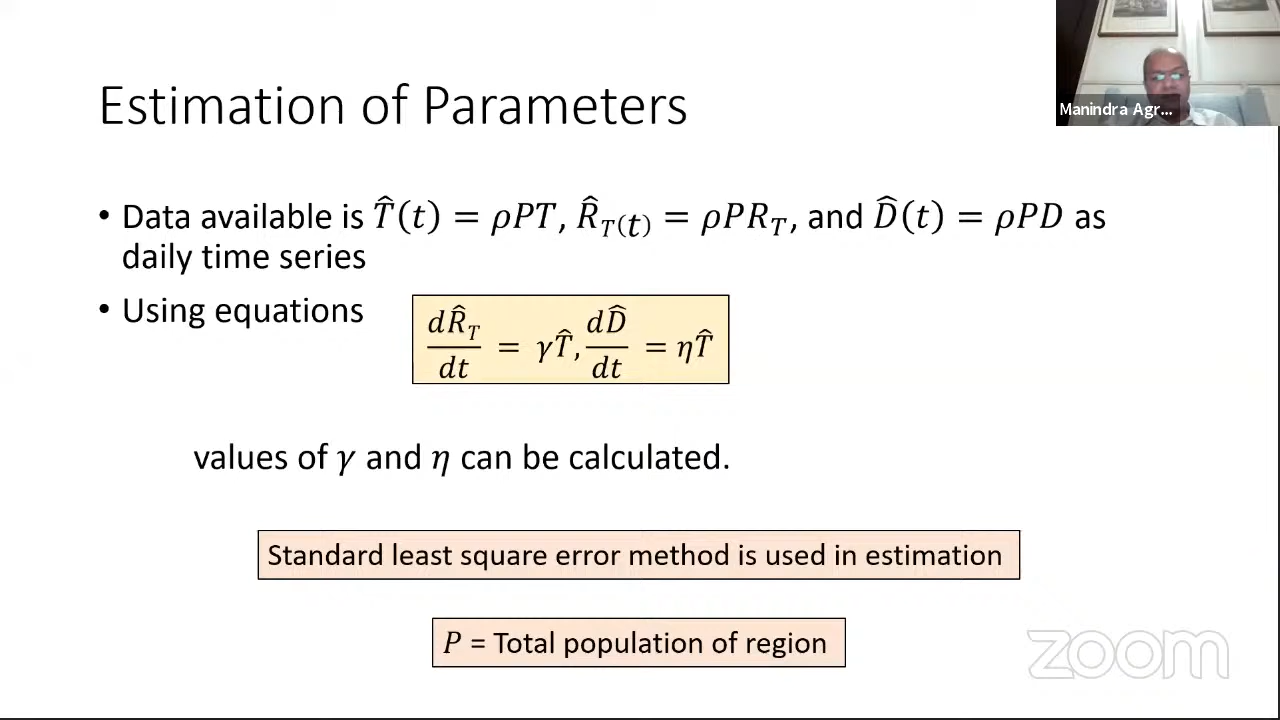 Estimation of Parameters
Manindra Agr...
• Data available is T̂(t) = ρPT, R̂_T(t) = ρPR_T, and D̂(t) = ρPD as
daily time series
• Using equations
dR̂_T/dt = γT̂, dD̂/dt = ηT̂
values of γ and η can be calculated.
Standard least square error method is used in estimation
P = Total population of region
zoom